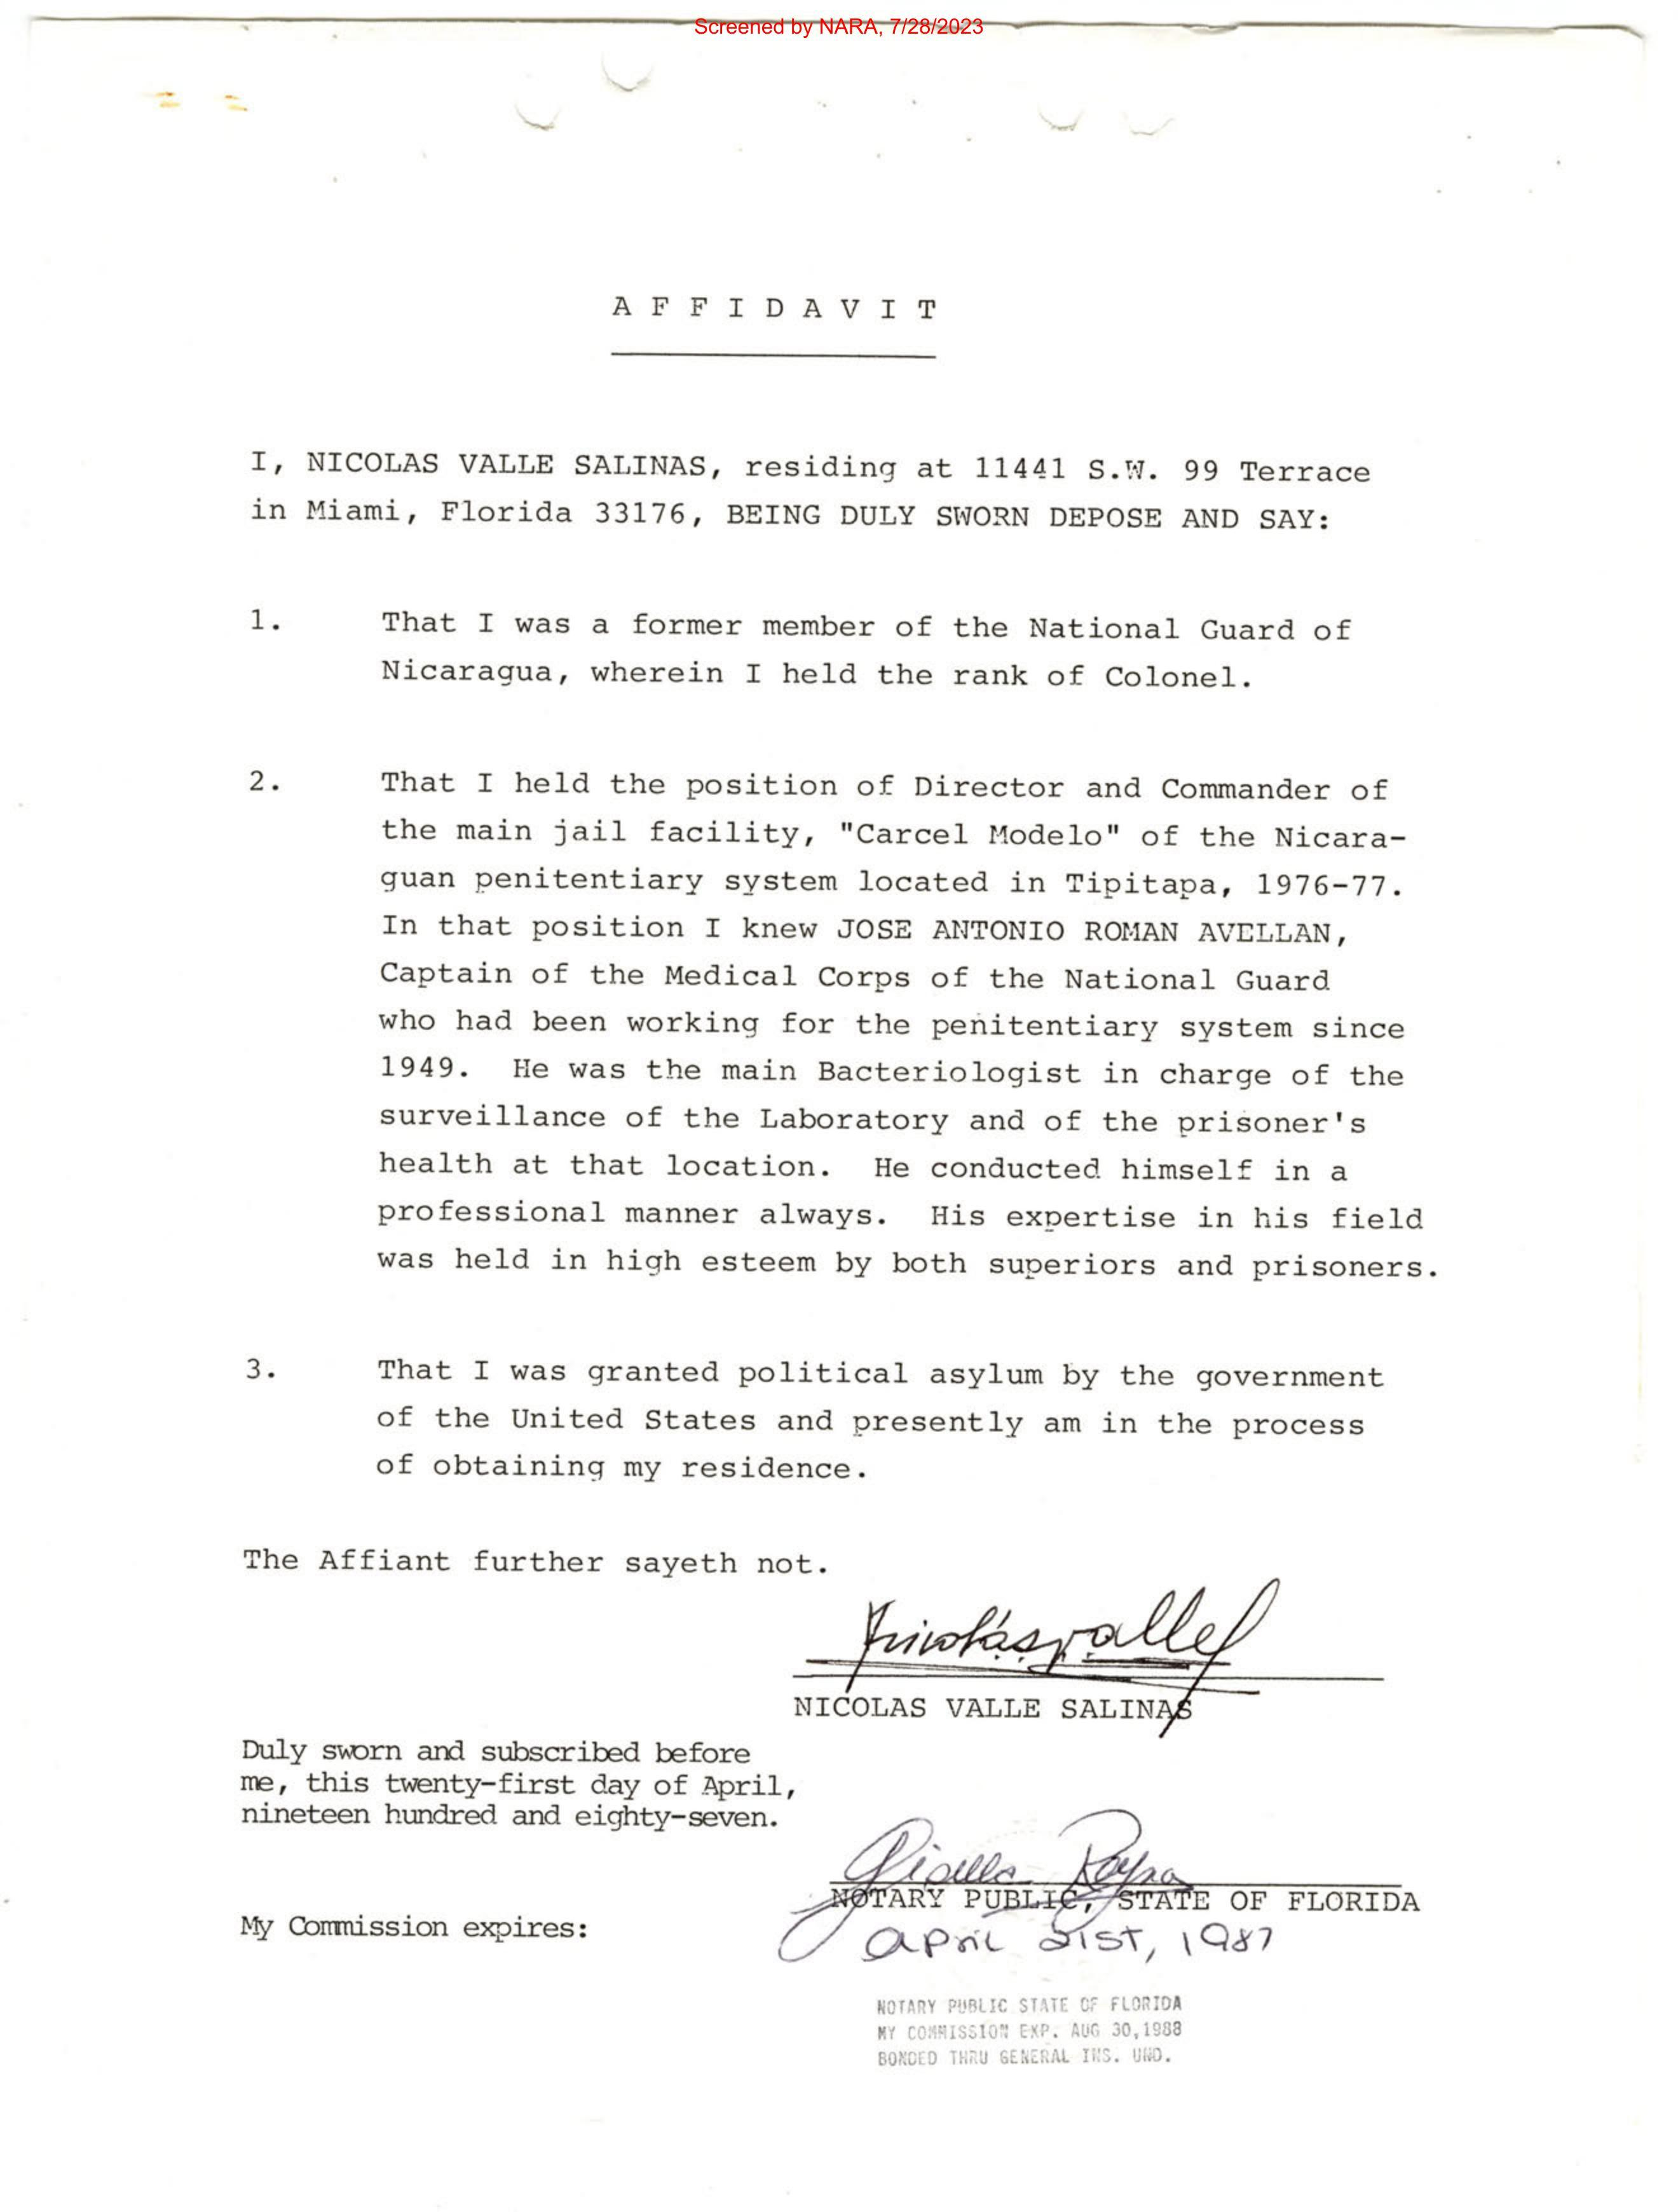 Screened by NARA, 7/28/2023
A F F I D A V I T
I, NICOLAS VALLE SALINAS, residing at 11441 S.W. 99 Terrace
in Miami, Florida 33176, BEING DULY SWORN DEPOSE AND SAY:
1. That I was a former member of the National Guard of
Nicaragua, wherein I held the rank of Colonel.
2. That I held the position of Director and Commander of
the main jail facility, "Carcel Modelo" of the Nicara-
guan penitentiary system located in Tipitapa, 1976-77.
In that position I knew JOSE ANTONIO ROMAN AVELLAN,
Captain of the Medical Corps of the National Guard
who had been working for the penitentiary system since
1949. He was the main Bacteriologist in charge of the
surveillance of the Laboratory and of the prisoner's
health at that location. He conducted himself in a
professional manner always. His expertise in his field
was held in high esteem by both superiors and prisoners.
3. That I was granted political asylum by the government
of the United States and presently am in the process
of obtaining my residence.
The Affiant further sayeth not.
NICOLAS VALLE SALINAS
Duly sworn and subscribed before
me, this twenty-first day of April,
nineteen hundred and eighty-seven.
NOTARY PUBLIC, STATE OF FLORIDA
My Commission expires:
April 21st, 1987
NOTARY PUBLIC STATE OF FLORIDA
MY COMMISSION EXP. AUG 30,1988
BONDED THRU GENERAL INS. UND.